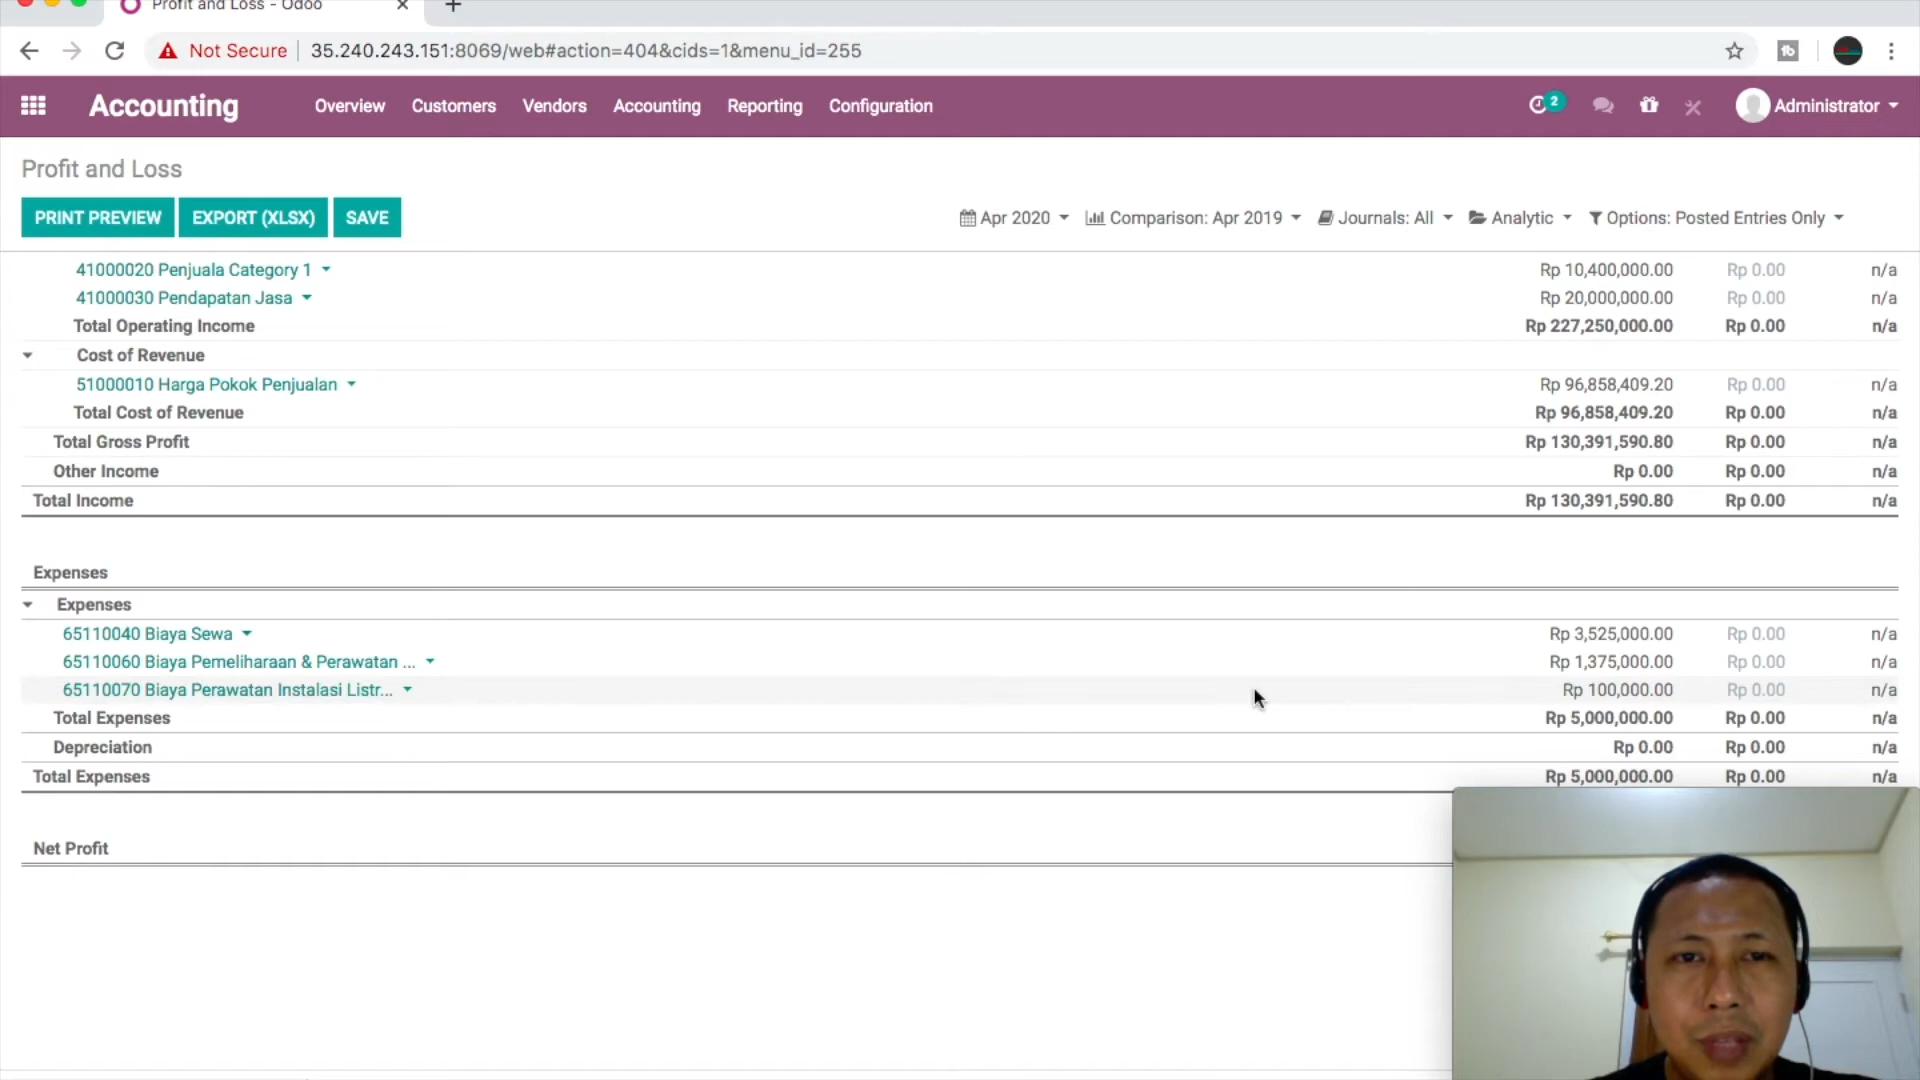 Profit and Loss - Odoo
Not Secure 35.240.243.151:8069/web#action=404&cids=1&menu_id=255
Accounting Overview Customers Vendors Accounting Reporting Configuration 2 Administrator
Profit and Loss
PRINT PREVIEW EXPORT (XLSX) SAVE Apr 2020 Comparison: Apr 2019 Journals: All Analytic Options: Posted Entries Only
41000020 Penjuala Category 1 Rp 10,400,000.00 Rp 0.00 n/a
41000030 Pendapatan Jasa Rp 20,000,000.00 Rp 0.00 n/a
Total Operating Income Rp 227,250,000.00 Rp 0.00 n/a
Cost of Revenue
51000010 Harga Pokok Penjualan Rp 96,858,409.20 Rp 0.00 n/a
Total Cost of Revenue Rp 96,858,409.20 Rp 0.00 n/a
Total Gross Profit Rp 130,391,590.80 Rp 0.00 n/a
Other Income Rp 0.00 Rp 0.00 n/a
Total Income Rp 130,391,590.80 Rp 0.00 n/a
Expenses
Expenses
65110040 Biaya Sewa Rp 3,525,000.00 Rp 0.00 n/a
65110060 Biaya Pemeliharaan & Perawatan ... Rp 1,375,000.00 Rp 0.00 n/a
65110070 Biaya Perawatan Instalasi Listr... Rp 100,000.00 Rp 0.00 n/a
Total Expenses Rp 5,000,000.00 Rp 0.00 n/a
Depreciation Rp 0.00 Rp 0.00 n/a
Total Expenses Rp 5,000,000.00 Rp 0.00 n/a
Net Profit